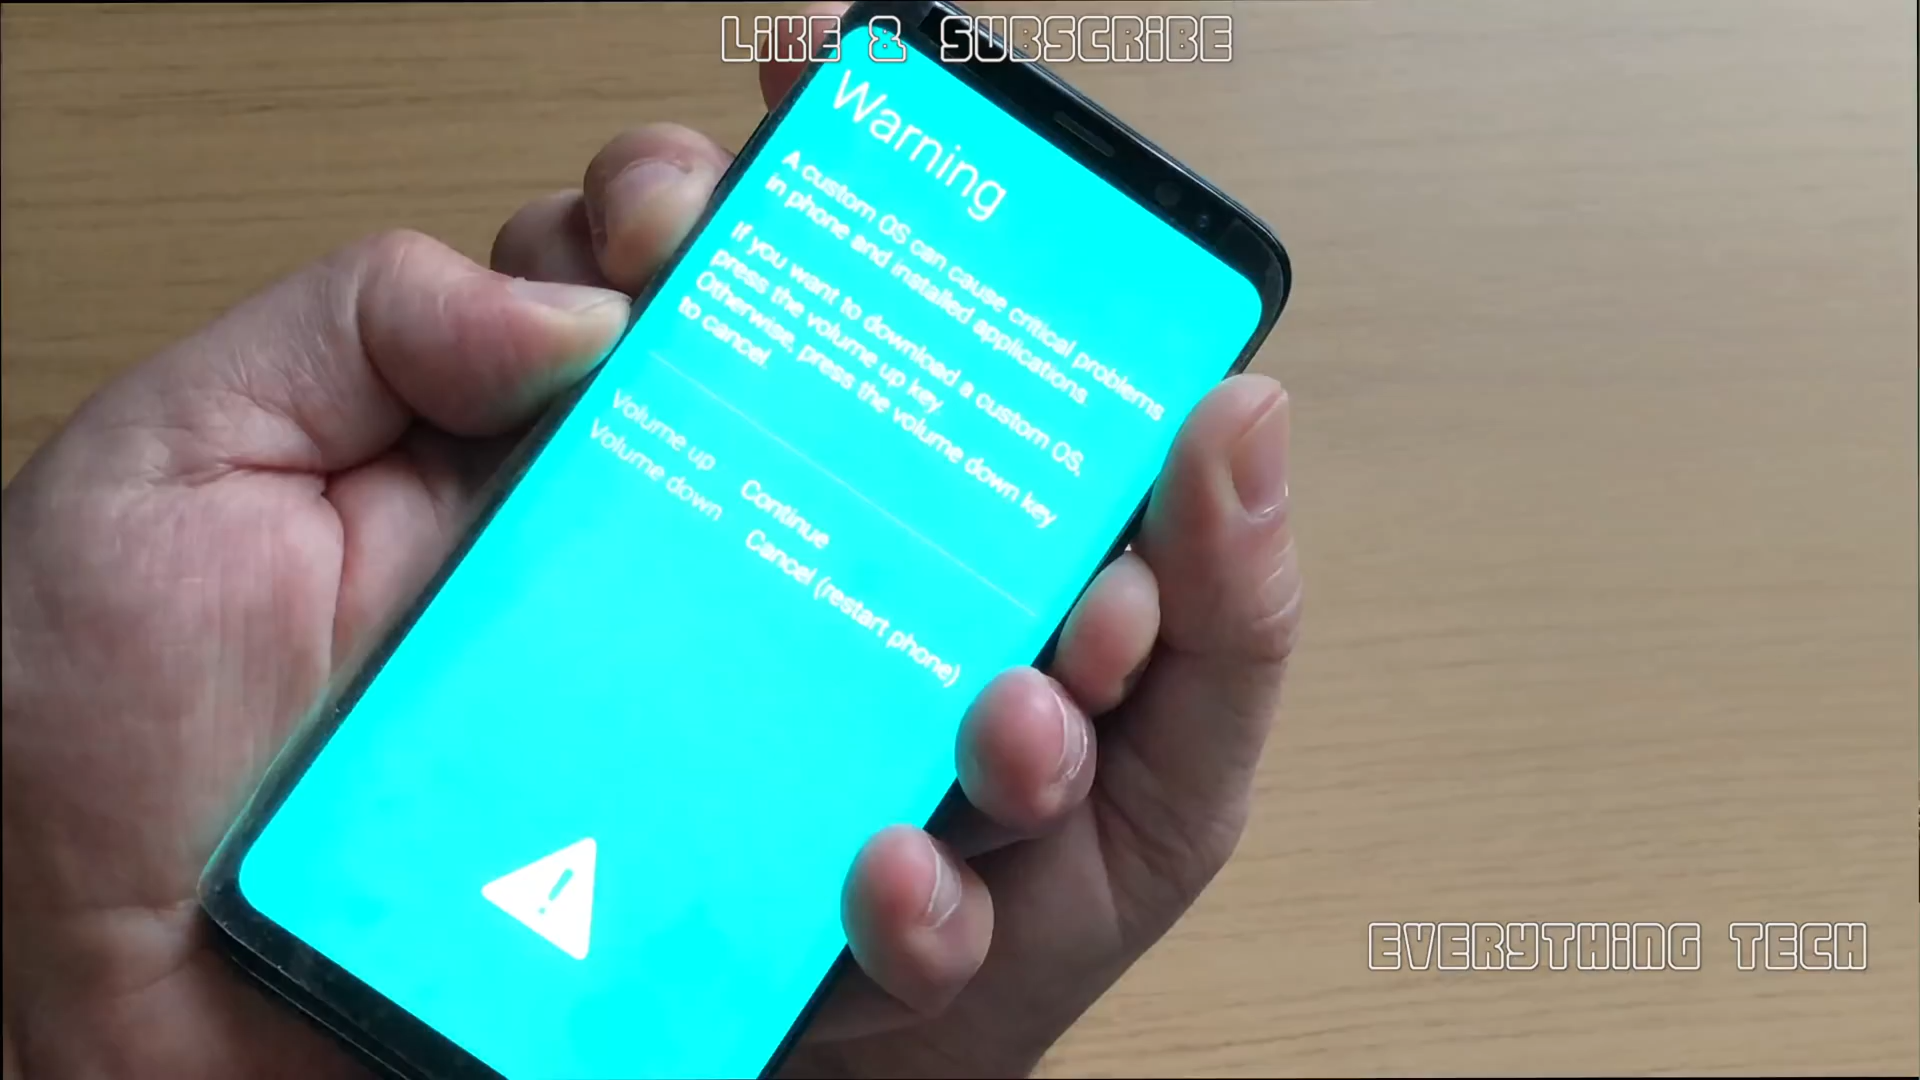 LiKE & SUBSCRiBE
Warning
A custom OS can cause critical problems
in phone and installed applications.
If you want to download a custom OS,
press the volume up key.
Otherwise, press the volume down key
to cancel.
Volume up Continue
Volume down Cancel (restart phone)
EVERYTHiNG TECH